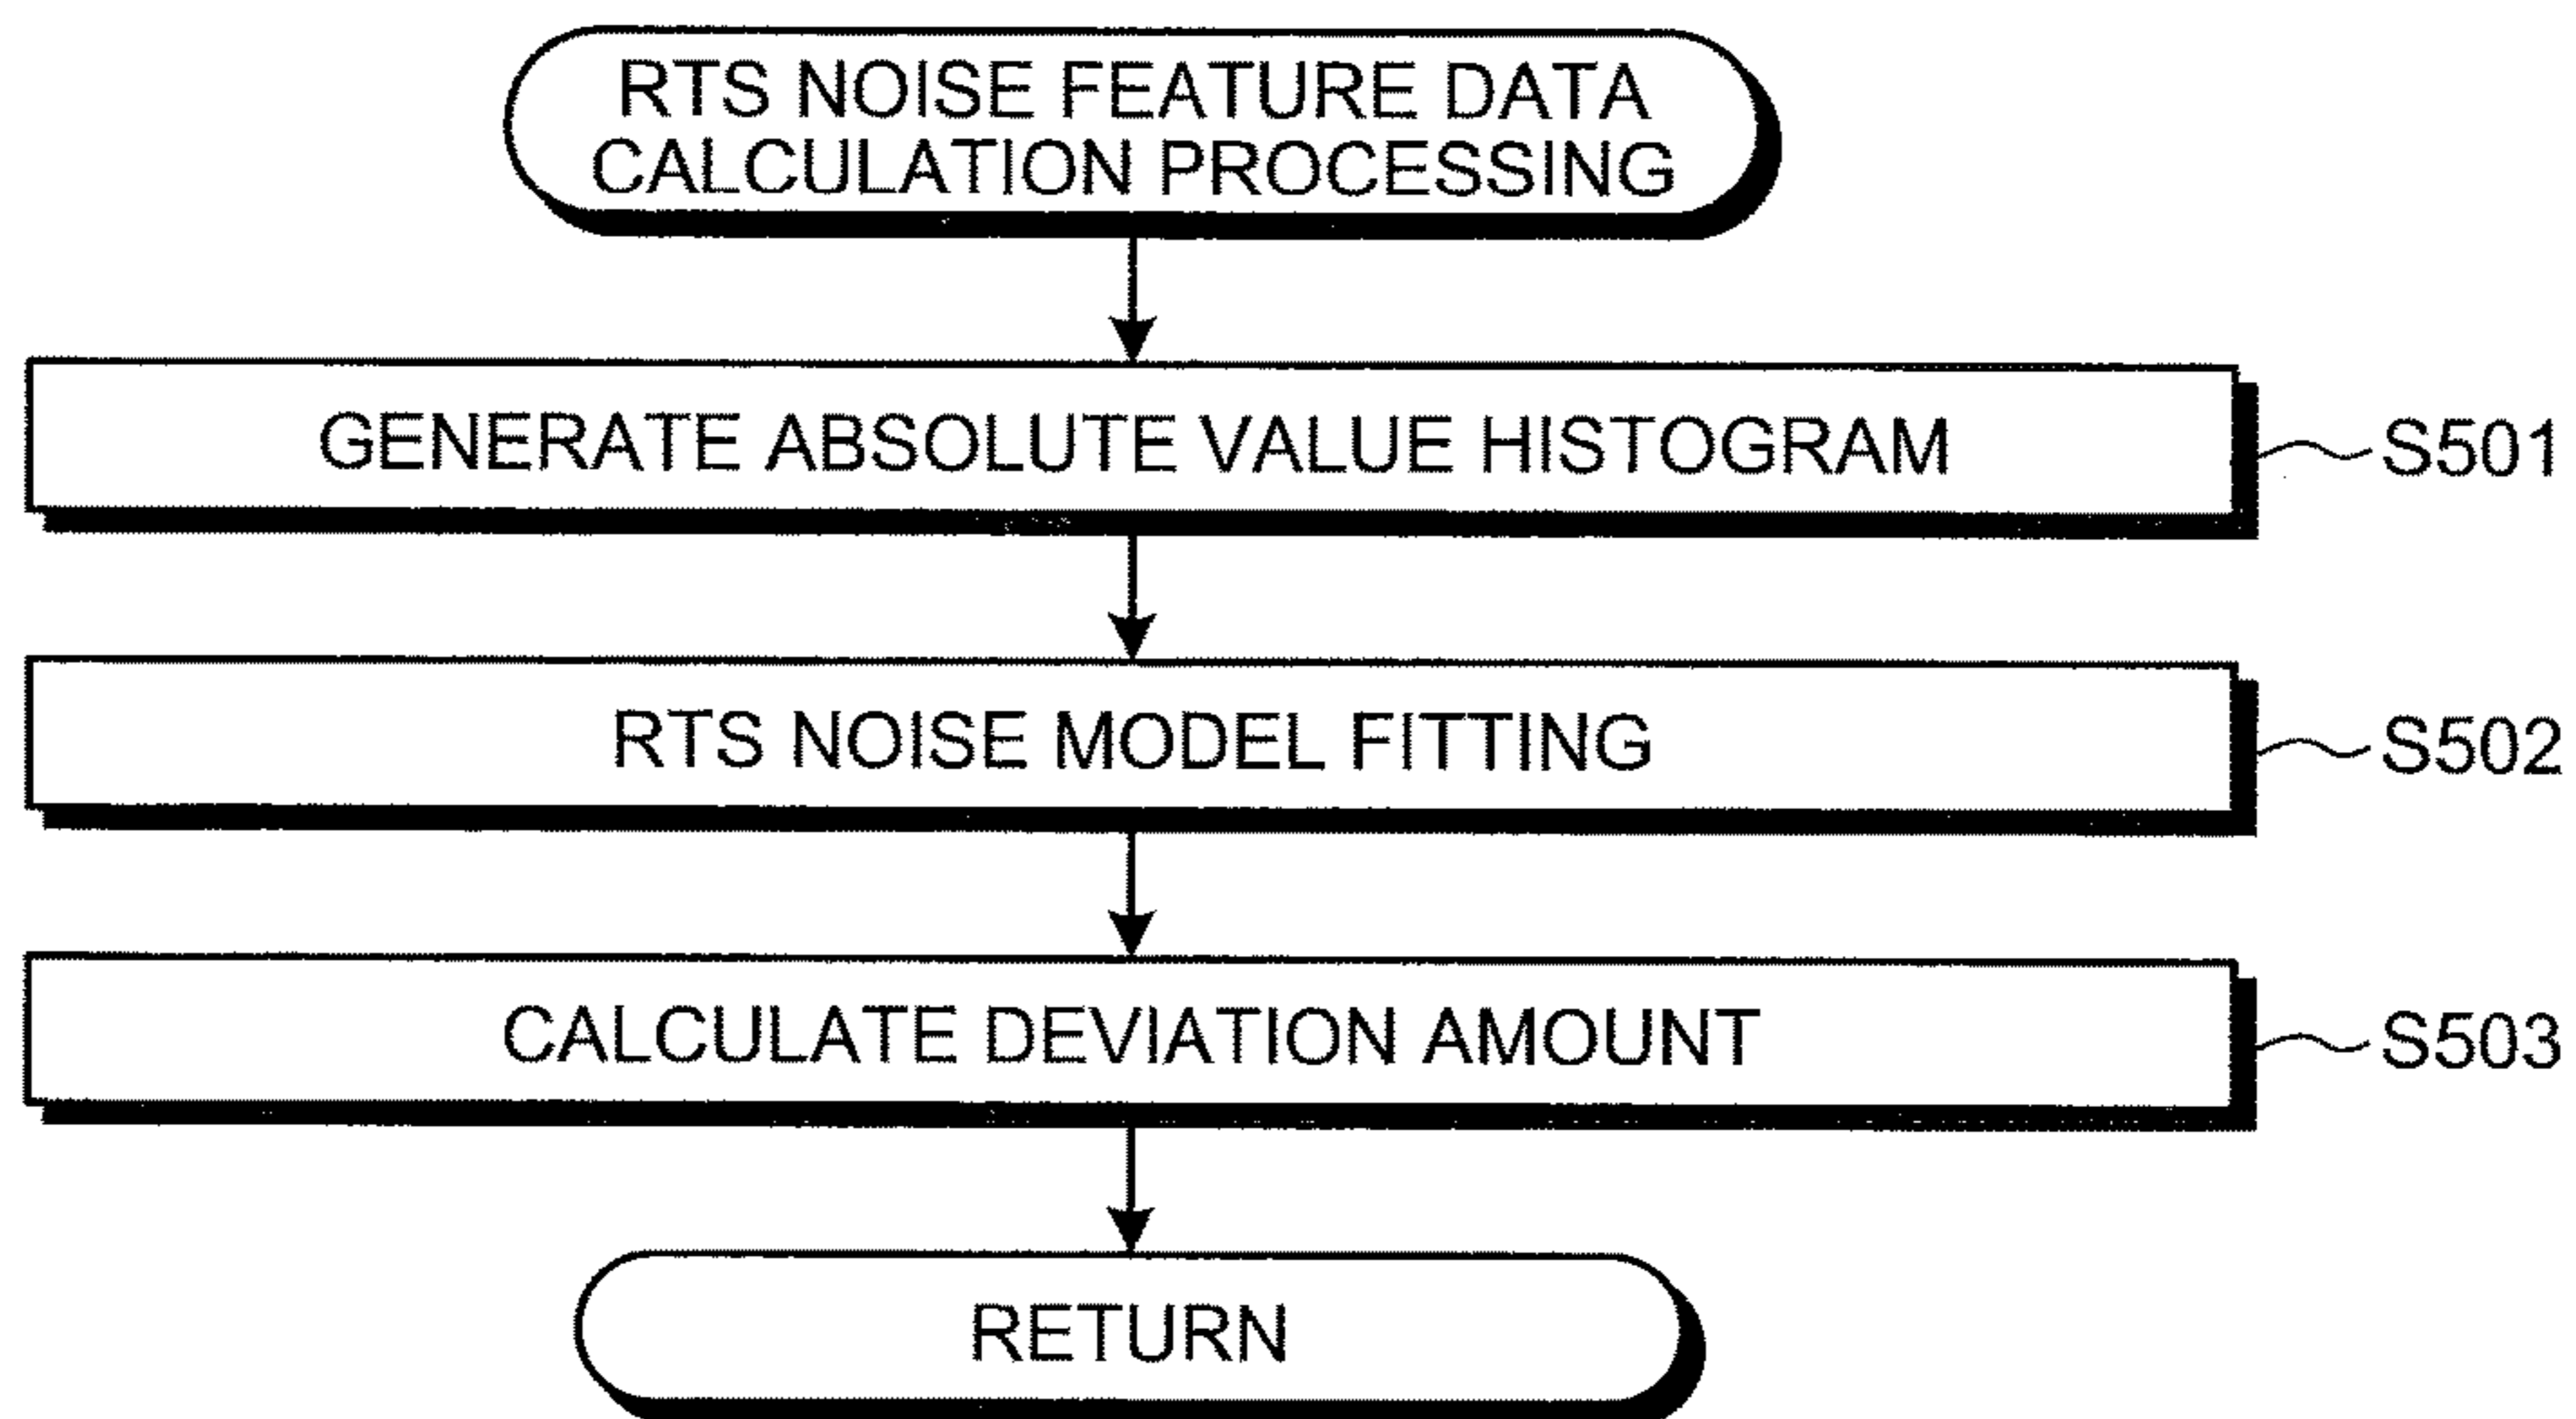 RTS NOISE FEATURE DATA
CALCULATION PROCESSING
GENERATE ABSOLUTE VALUE HISTOGRAM
S501
RTS NOISE MODEL FITTING
S502
CALCULATE DEVIATION AMOUNT
S503
RETURN